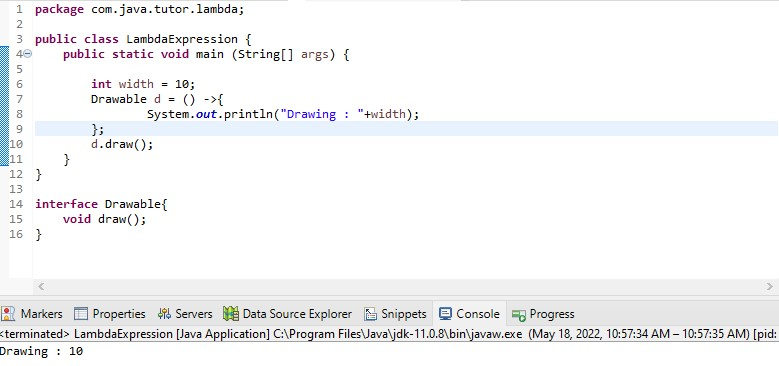 1 package com.java.tutor.lambda;
2
3 public class LambdaExpression {
4 public static void main (String[] args) {
5
6 int width = 10;
7 Drawable d = () ->{
8 System.out.println("Drawing : "+width);
9 };
10 d.draw();
11 }
12 }
13
14 interface Drawable{
15 void draw();
16 }
Markers Properties Servers Data Source Explorer Snippets Console Progress
<terminated> LambdaExpression [Java Application] C:\Program Files\Java\jdk-11.0.8\bin\javaw.exe (May 18, 2022, 10:57:34 AM – 10:57:35 AM) [pid:
Drawing : 10